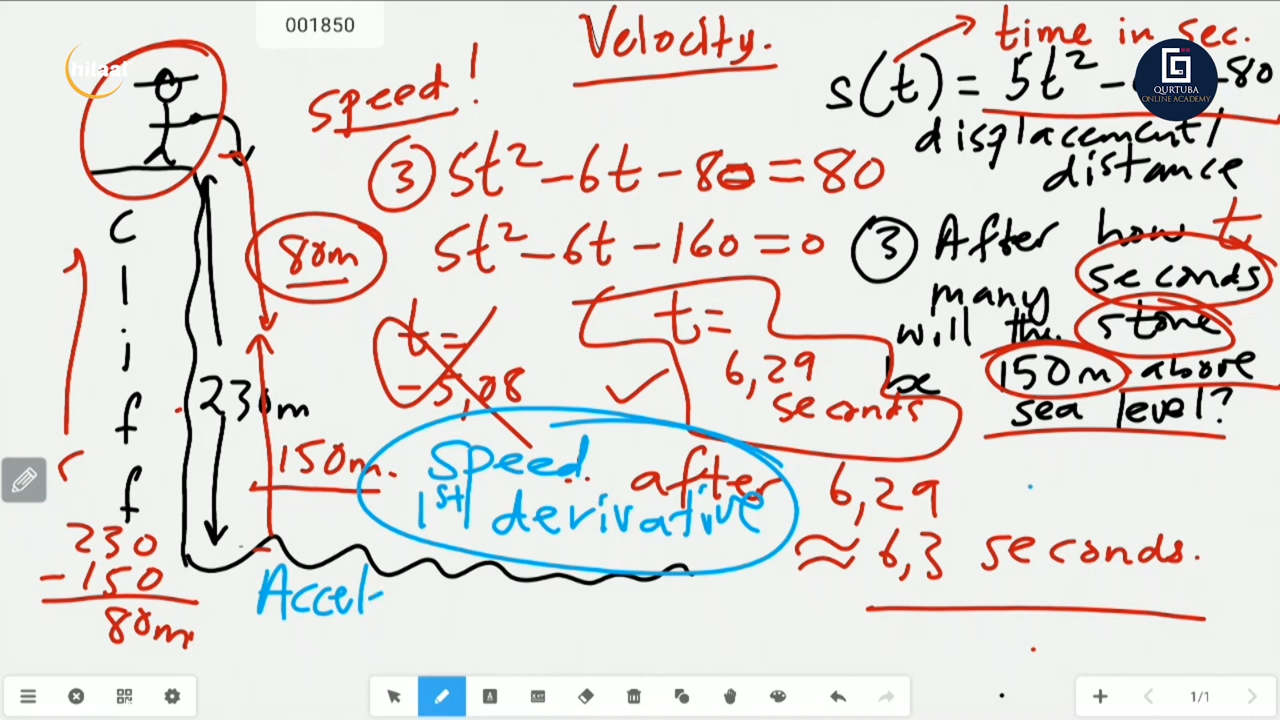 001850
hilaal
Velocity.
speed!
time in sec.
s(t) = 5t² - -80
QURTUBA
ONLINE ACADEMY
displacement/
distance
③ 5t² - 6t - 80 = 80
5t² - 6t - 160 = 0
80m
t =
- 5,08
t =
6,29
seconds
③ After how t
many seconds
will the stone
be 150m above
sea level?
C
l
i
f
f
230m
150m.
speed. after 6,29
1st derivative
≈ 6,3 seconds.
230
- 150
80m
Accel
1/1